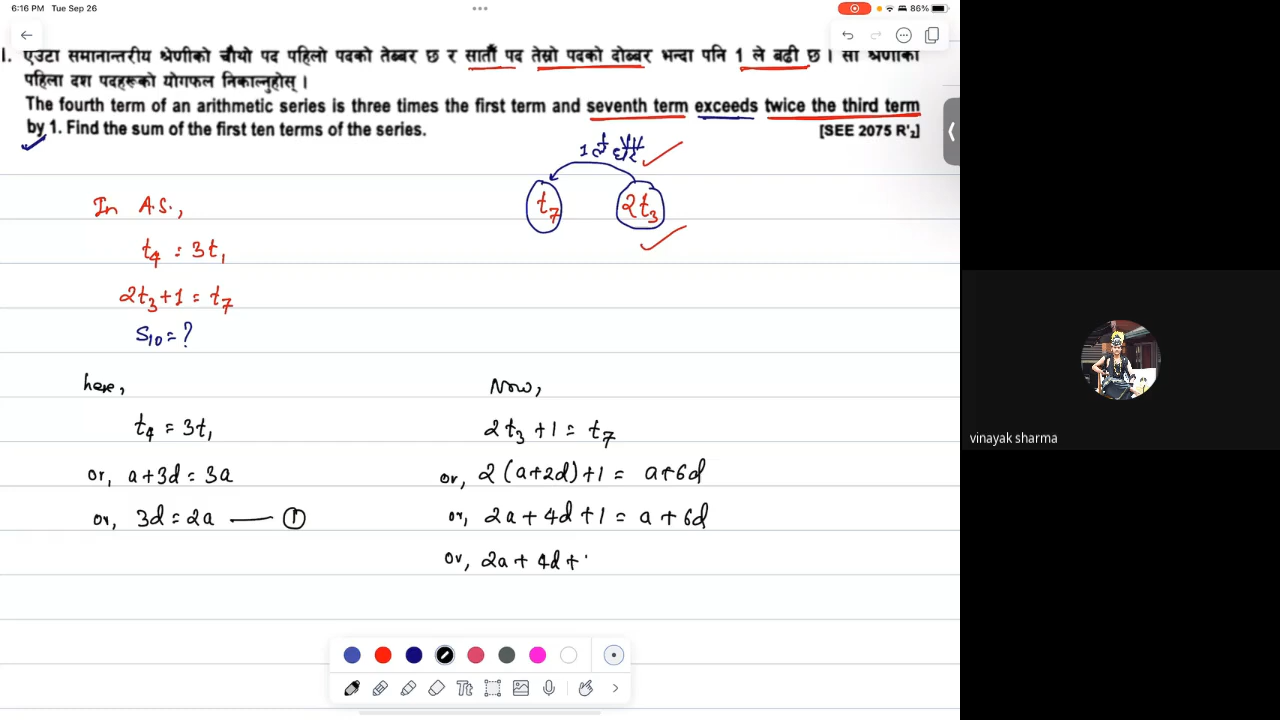 6:16 PM Tue Sep 26
86%
1. एउटा समानान्तरीय श्रेणीको चौथो पद पहिलो पदको तेब्बर छ र सातौं पद तेस्रो पदको दोब्बर भन्दा पनि 1 ले बढी छ । सो श्रेणीको
पहिला दश पदहरूको योगफल निकाल्नुहोस् ।
The fourth term of an arithmetic series is three times the first term and seventh term exceeds twice the third term
by 1. Find the sum of the first ten terms of the series. [SEE 2075 R'₂]
t₇ 2t₃
In A.S.,
t₄ = 3t₁
2t₃+1 = t₇
S₁₀ = ?
here,
t₄ = 3t₁
or, a+3d = 3a
or, 3d = 2a —— ①
Now,
2t₃ + 1 = t₇
or, 2(a+2d)+1 = a+6d
or, 2a + 4d + 1 = a + 6d
or, 2a + 4d +
Tt
vinayak sharma